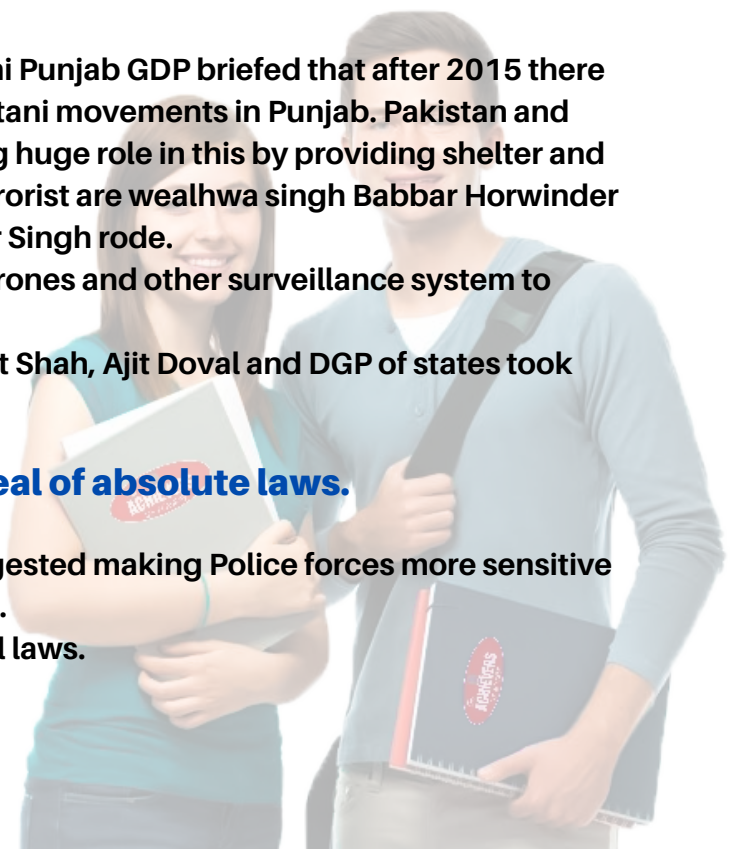 ni Punjab GDP briefed that after 2015 there
tani movements in Punjab. Pakistan and
g huge role in this by providing shelter and
rorist are wealhwa singh Babbar Horwinder
r Singh rode.
rones and other surveillance system to
t Shah, Ajit Doval and DGP of states took
eal of absolute laws.
gested making Police forces more sensitive
.
l laws.
ACHIEVERS
ACHIEVERS